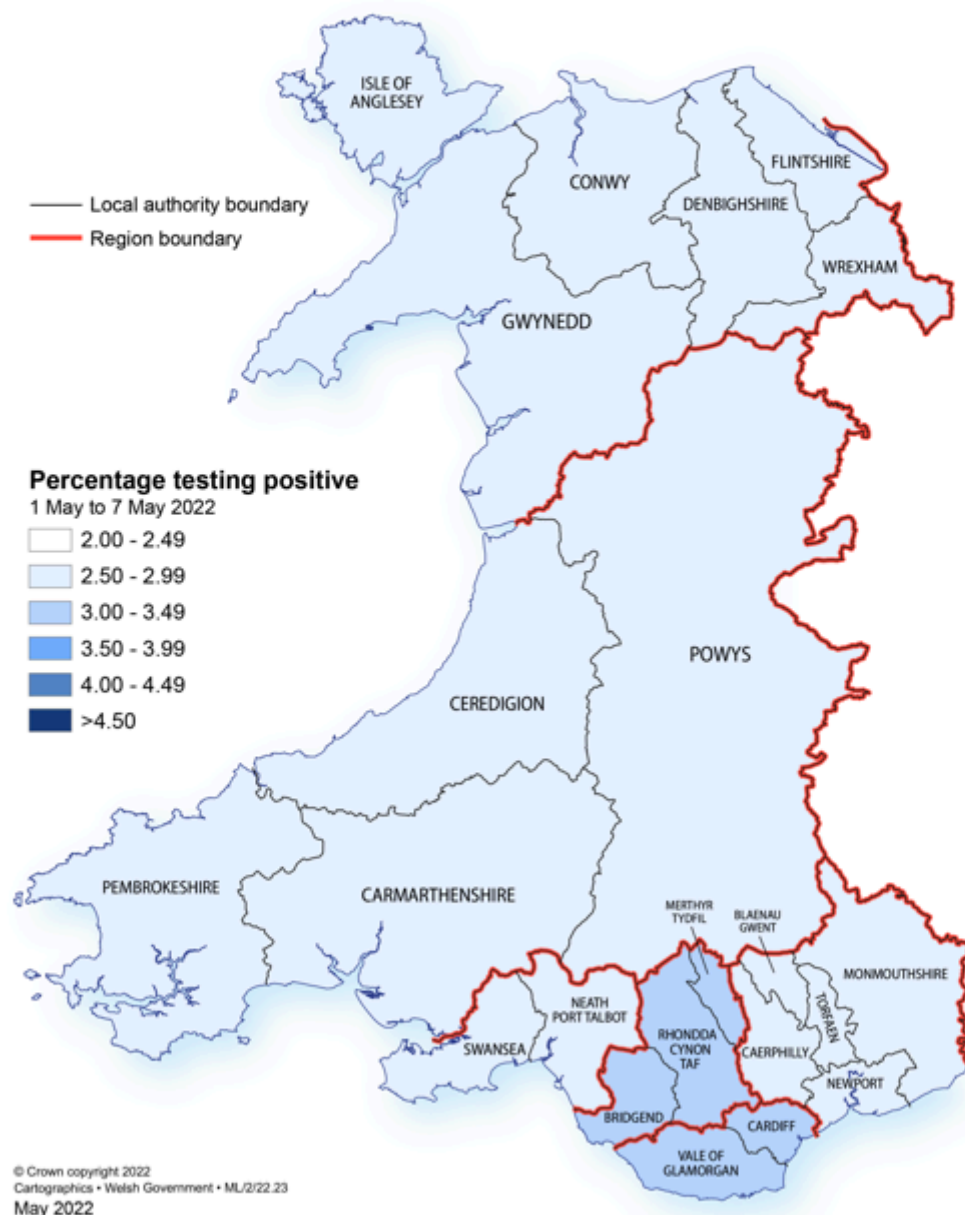 ISLE OF
ANGLESEY
FLINTSHIRE
CONWY
DENBIGHSHIRE
Local authority boundary
Region boundary
WREXHAM
GWYNEDD
Percentage testing positive
1 May to 7 May 2022
2.00 - 2.49
2.50 - 2.99
3.00 - 3.49
3.50 - 3.99
4.00 - 4.49
>4.50
POWYS
CEREDIGION
PEMBROKESHIRE
CARMARTHENSHIRE
MERTHYR
TYDFIL
BLAENAU
GWENT
MONMOUTHSHIRE
NEATH
PORT TALBOT
TORFAEN
SWANSEA
RHONDDA
CYNON
TAF
CAERPHILLY
NEWPORT
BRIDGEND
CARDIFF
VALE OF
GLAMORGAN
© Crown copyright 2022
Cartographics • Welsh Government • ML/2/22.23
May 2022